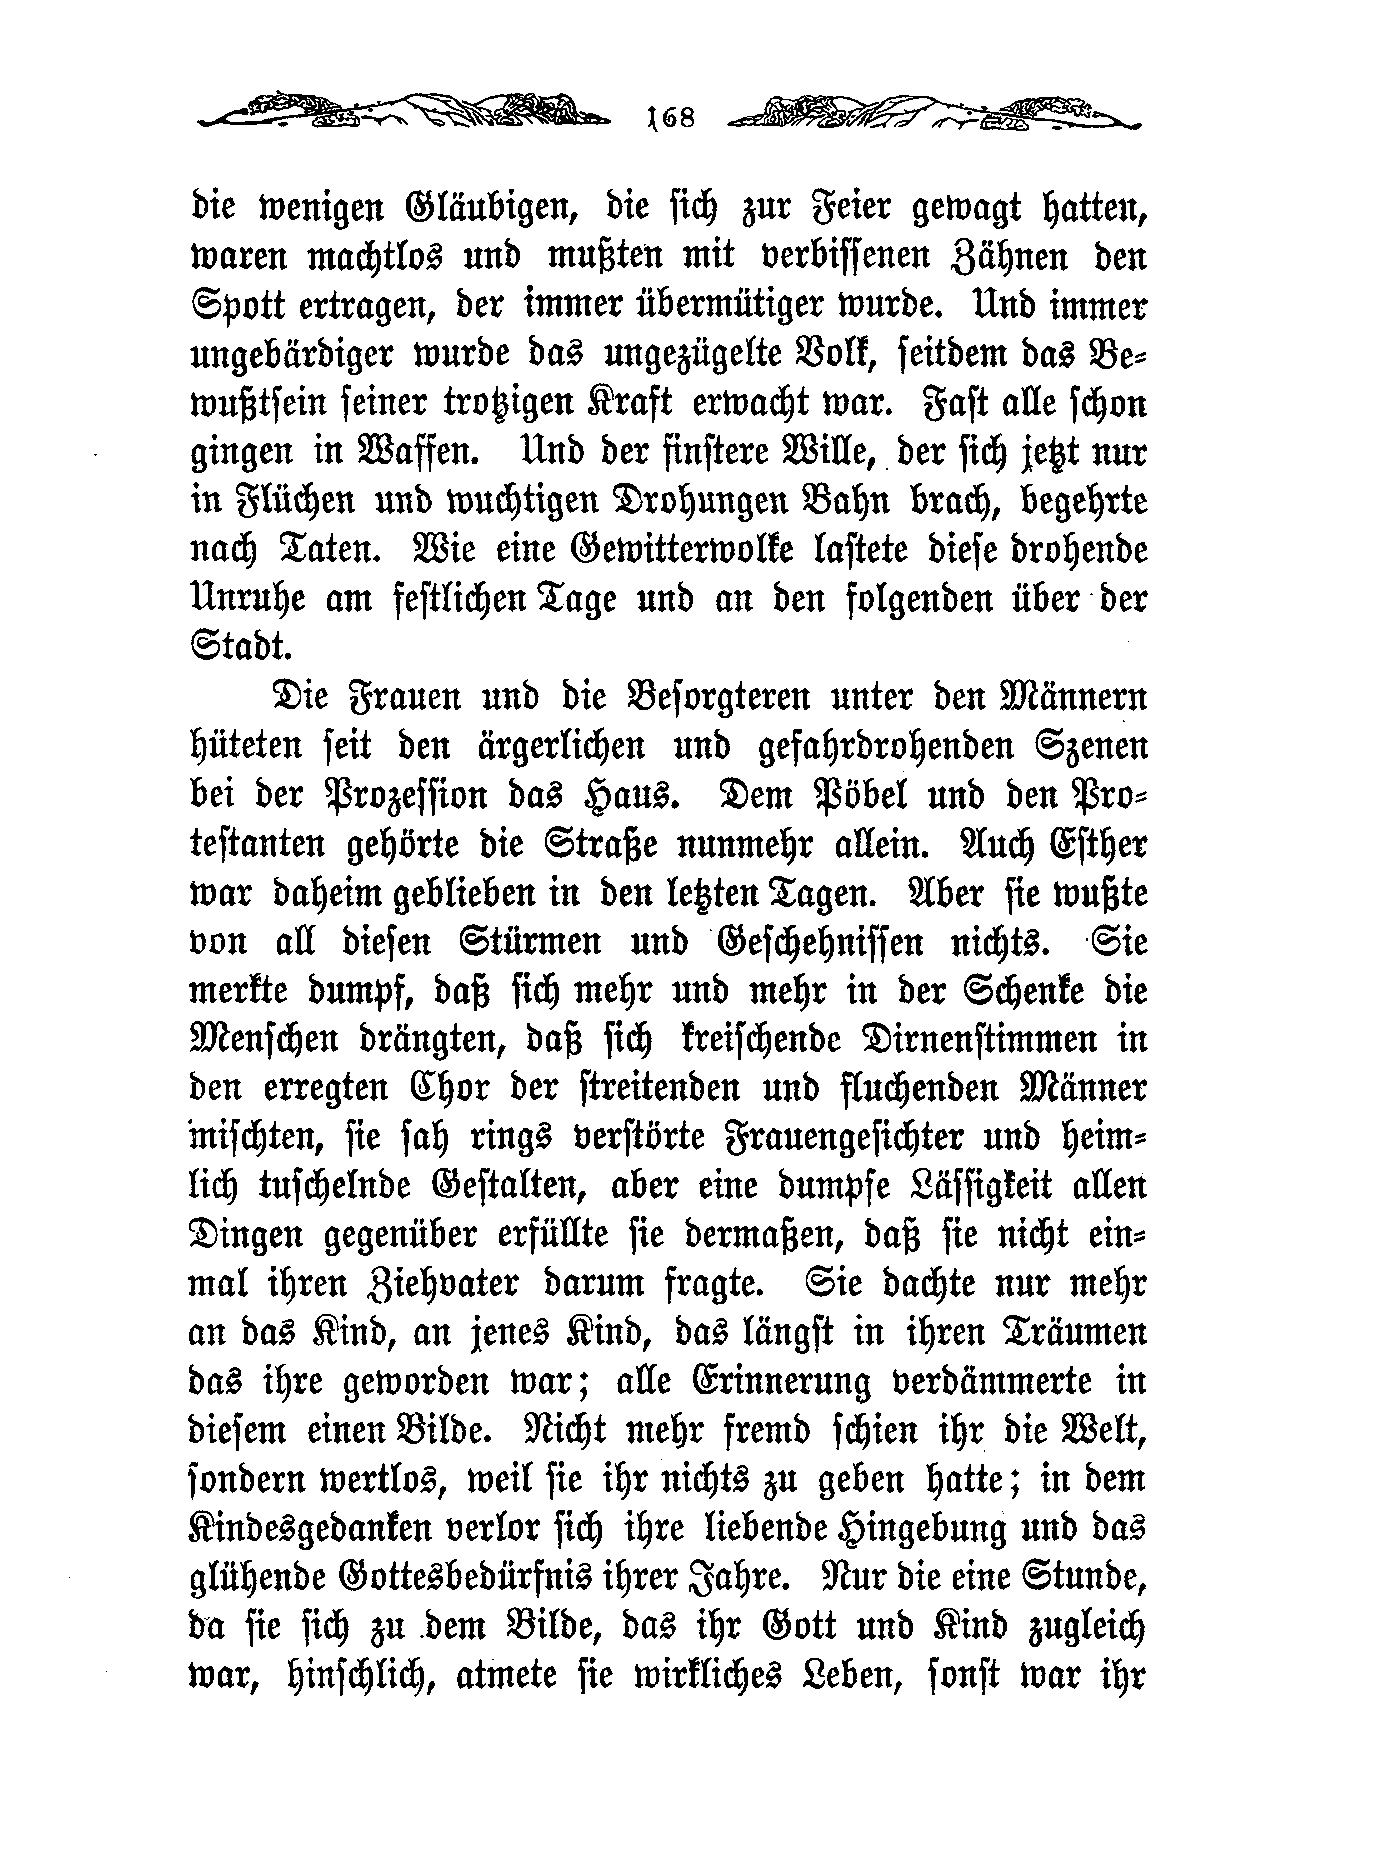 168
die wenigen Gläubigen, die ſich zur Feier gewagt hatten,
waren machtlos und mußten mit verbiſſenen Zähnen den
Spott ertragen, der immer übermütiger wurde. Und immer
ungebärdiger wurde das ungezügelte Volk, ſeitdem das Be-
wußtſein ſeiner trotzigen Kraft erwacht war. Faſt alle ſchon
gingen in Waffen. Und der finſtere Wille, der ſich jetzt nur
in Flüchen und wuchtigen Drohungen Bahn brach, begehrte
nach Taten. Wie eine Gewitterwolke laſtete dieſe drohende
Unruhe am feſtlichen Tage und an den folgenden über der
Stadt.
Die Frauen und die Beſorgteren unter den Männern
hüteten ſeit den ärgerlichen und gefahrdrohenden Szenen
bei der Prozeſſion das Haus. Dem Pöbel und den Pro-
teſtanten gehörte die Straße nunmehr allein. Auch Eſther
war daheim geblieben in den letzten Tagen. Aber ſie wußte
von all dieſen Stürmen und Geſchehniſſen nichts. Sie
merkte dumpf, daß ſich mehr und mehr in der Schenke die
Menſchen drängten, daß ſich kreiſchende Dirnenſtimmen in
den erregten Chor der ſtreitenden und fluchenden Männer
miſchten, ſie ſah rings verſtörte Frauengeſichter und heim-
lich tuſchelnde Geſtalten, aber eine dumpfe Läſſigkeit allen
Dingen gegenüber erfüllte ſie dermaßen, daß ſie nicht ein-
mal ihren Ziehvater darum fragte. Sie dachte nur mehr
an das Kind, an jenes Kind, das längſt in ihren Träumen
das ihre geworden war; alle Erinnerung verdämmerte in
dieſem einen Bilde. Nicht mehr fremd ſchien ihr die Welt,
ſondern wertlos, weil ſie ihr nichts zu geben hatte; in dem
Kindesgedanken verlor ſich ihre liebende Hingebung und das
glühende Gottesbedürfnis ihrer Jahre. Nur die eine Stunde,
da ſie ſich zu dem Bilde, das ihr Gott und Kind zugleich
war, hinſchlich, atmete ſie wirkliches Leben, ſonſt war ihr